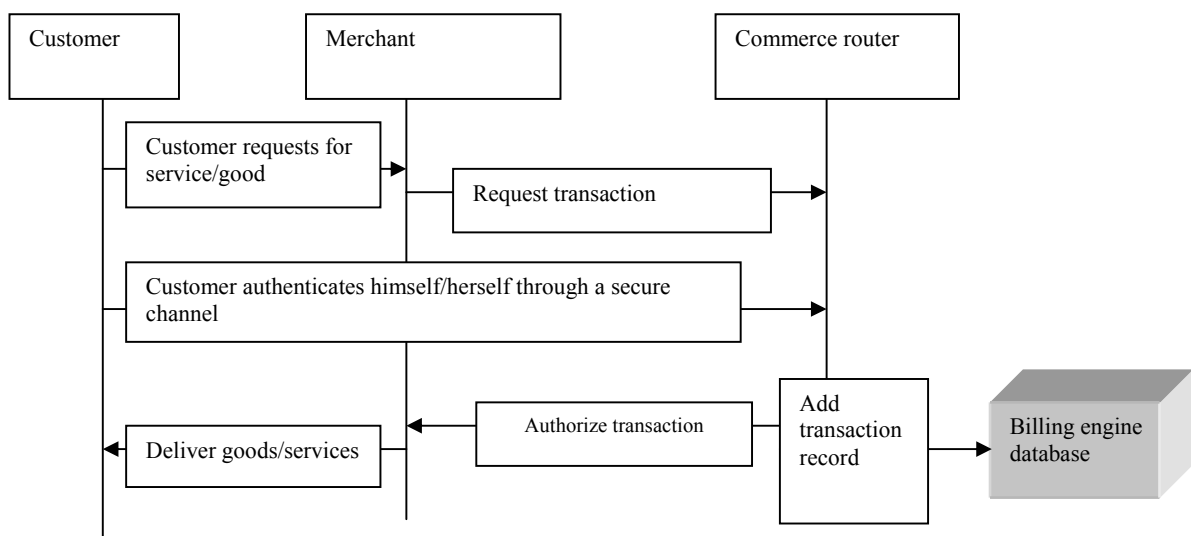 Customer
Merchant
Commerce router
Customer requests for
service/good
Request transaction
Customer authenticates himself/herself through a secure
channel
Add
transaction
record
Authorize transaction
Billing engine
database
Deliver goods/services